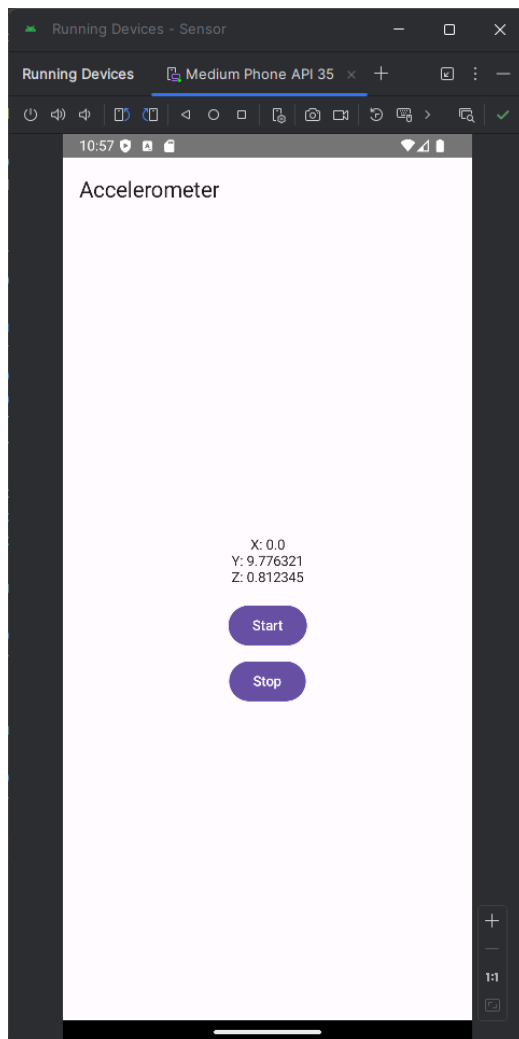 Running Devices - Sensor
Running Devices
Medium Phone API 35
10:57
A
Accelerometer
X: 0.0
Y: 9.776321
Z: 0.812345
Start
Stop
1:1